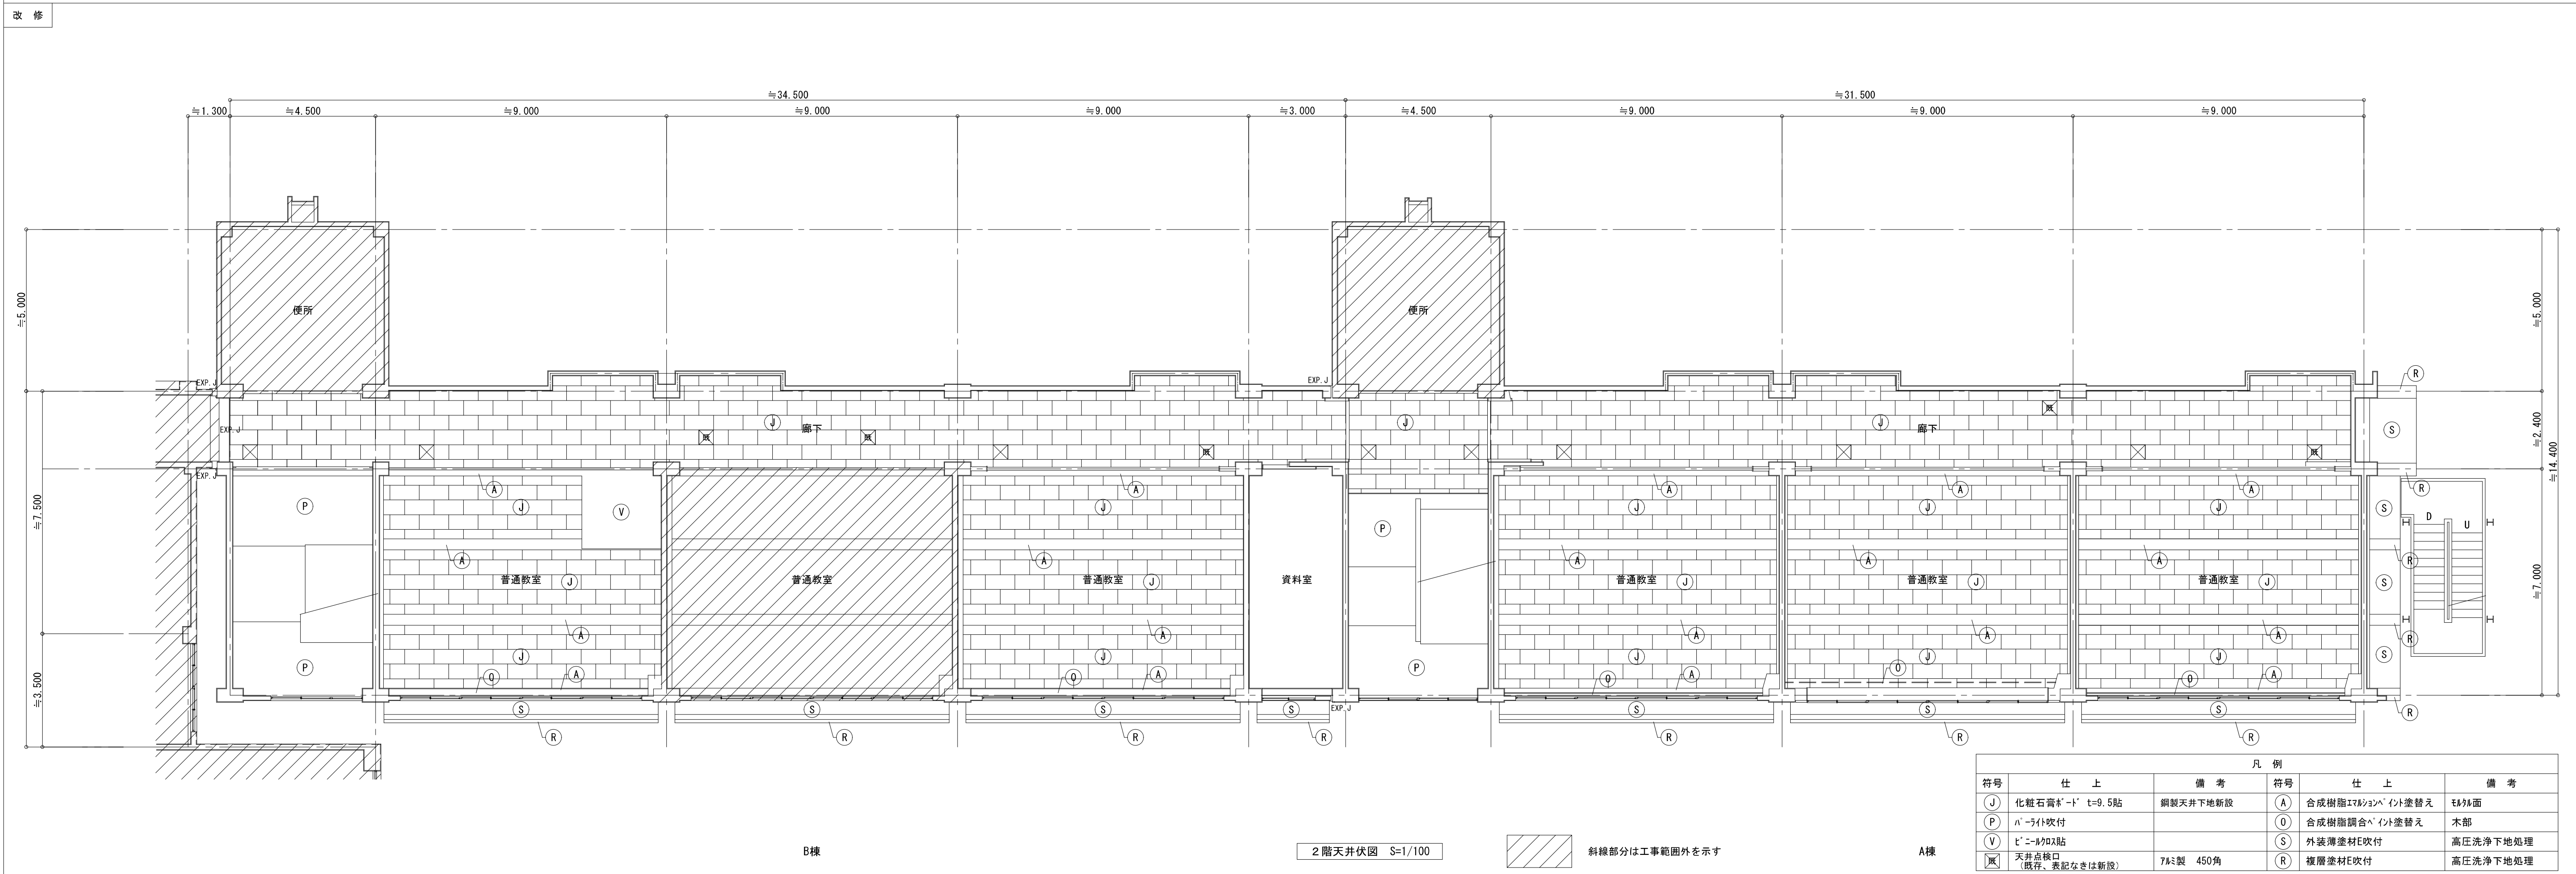 改 修
≒34.500
≒31.500
≒1.300
≒4.500
≒9.000
≒9.000
≒9.000
≒3.000
≒4.500
≒9.000
≒9.000
≒9.000
≒5.000
≒7.500
≒3.500
≒5.000
≒2.400
≒7.000
≒14.400
便所
便所
EXP.J
EXP.J
EXP.J
EXP.J
EXP.J
R
J
廊下
J
J
廊下
S
既
既
既
既
既
A
A
A
A
A
R
P
J
V
J
J
J
J
S
P
D
U
A
A
A
A
A
R
普通教室
J
普通教室
普通教室
J
資料室
普通教室
J
普通教室
J
普通教室
J
S
A
A
A
A
A
R
P
J
J
P
J
J
J
S
O
A
O
A
O
A
O
O
A
S
S
S
S
S
S
S
R
R
R
R
R
R
R
R
凡 例
符号 仕 上 備 考 符号 仕 上 備 考
J 化粧石膏ﾎﾞｰﾄﾞ t=9.5貼 鋼製天井下地新設 A 合成樹脂ｴﾏﾙｼｮﾝﾍﾟｲﾝﾄ塗替え ﾓﾙﾀﾙ面
P ﾊﾟｰﾗｲﾄ吹付 O 合成樹脂調合ﾍﾟｲﾝﾄ塗替え 木部
V ﾋﾞﾆｰﾙｸﾛｽ貼 S 外装薄塗材E吹付 高圧洗浄下地処理
既 天井点検口 ｱﾙﾐ製 450角 R 複層塗材E吹付 高圧洗浄下地処理
（既存、表記なきは新設）
B棟
２階天井伏図 S=1/100
斜線部分は工事範囲外を示す
A棟